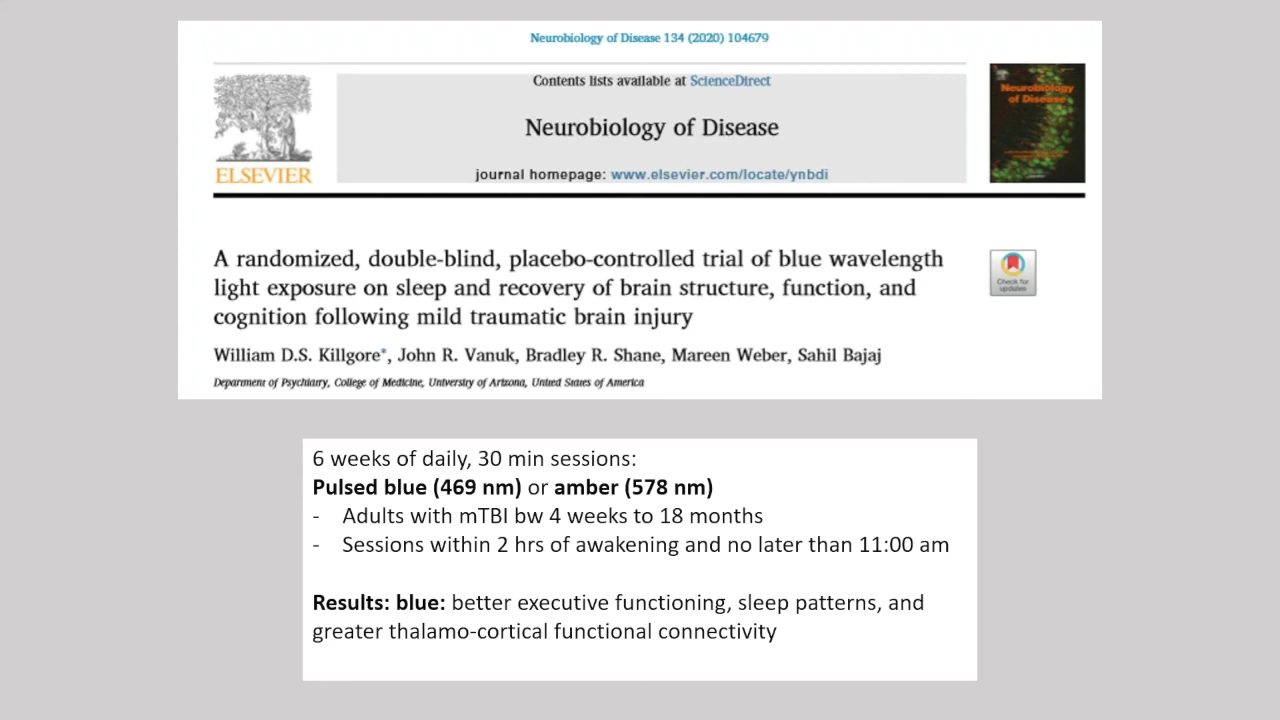 Neurobiology of Disease 134 (2020) 104679
Contents lists available at ScienceDirect
Neurobiology of Disease
journal homepage: www.elsevier.com/locate/ynbdi
ELSEVIER
Neurobiology
of Disease
A randomized, double-blind, placebo-controlled trial of blue wavelength
light exposure on sleep and recovery of brain structure, function, and
cognition following mild traumatic brain injury
Check for
updates
William D.S. Killgore*, John R. Vanuk, Bradley R. Shane, Mareen Weber, Sahil Bajaj
Department of Psychiatry, College of Medicine, University of Arizona, United States of America
6 weeks of daily, 30 min sessions:
Pulsed blue (469 nm) or amber (578 nm)
- Adults with mTBI bw 4 weeks to 18 months
- Sessions within 2 hrs of awakening and no later than 11:00 am
Results: blue: better executive functioning, sleep patterns, and
greater thalamo-cortical functional connectivity